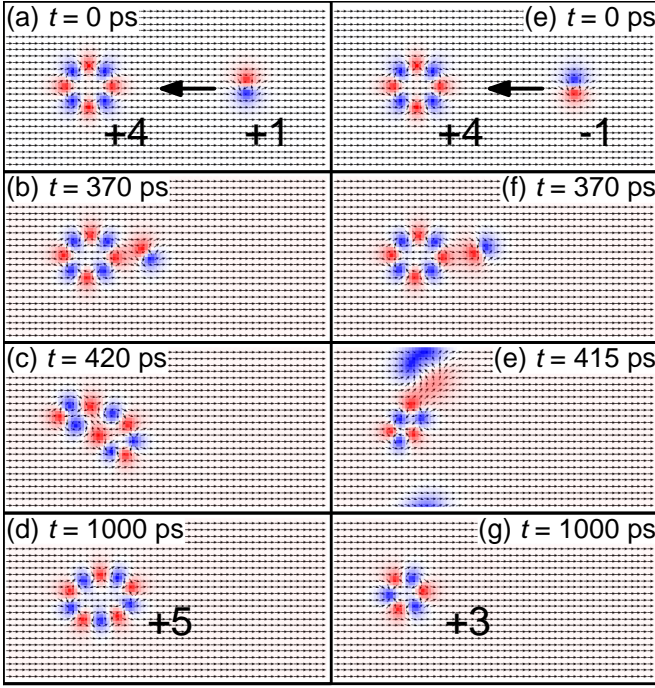 (a) t = 0 ps
+4
+1
(e) t = 0 ps
+4
-1
(b) t = 370 ps
(f) t = 370 ps
(c) t = 420 ps
(e) t = 415 ps
(d) t = 1000 ps
+5
(g) t = 1000 ps
+3